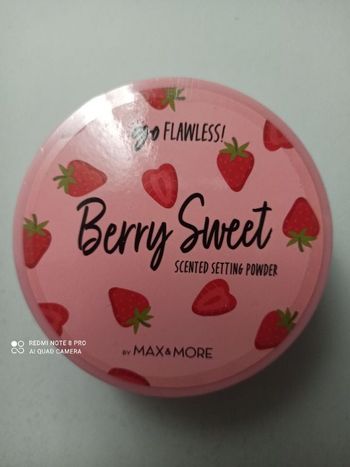 go FLAWLESS!
Berry Sweet
SCENTED SETTING POWDER
BY MAX&MORE
REDMI NOTE 8 PRO
AI QUAD CAMERA